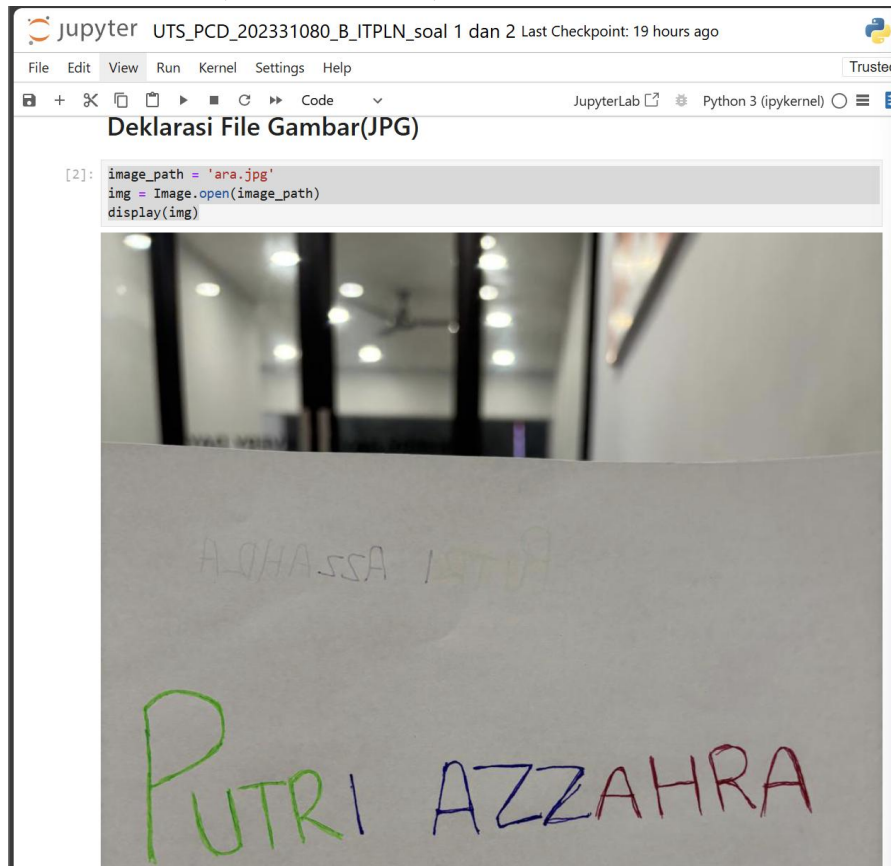 jupyter UTS_PCD_202331080_B_ITPLN_soal 1 dan 2 Last Checkpoint: 19 hours ago
File Edit View Run Kernel Settings Help Trusted
Code JupyterLab Python 3 (ipykernel)
Deklarasi File Gambar(JPG)
[2]: image_path = 'ara.jpg'
img = Image.open(image_path)
display(img)
PUTRI AZZAHRA